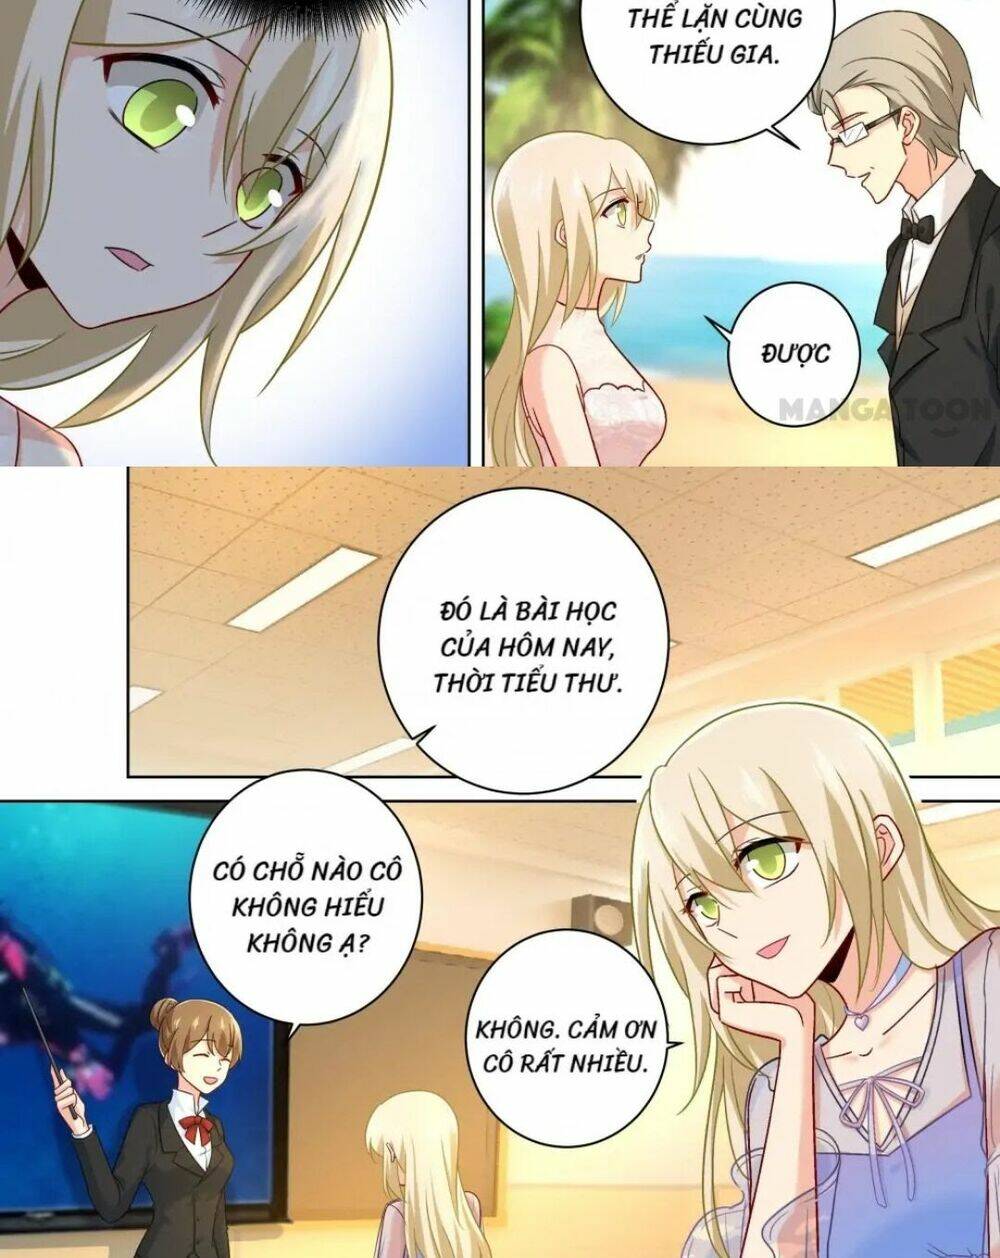 THỂ LẶN CÙNG
THIẾU GIA.
ĐƯỢC
MANGATOON
ĐÓ LÀ BÀI HỌC
CỦA HÔM NAY,
THỜI TIỂU THƯ.
CÓ CHỖ NÀO CÔ
KHÔNG HIỂU
KHÔNG Ạ?
KHÔNG. CẢM ƠN
CÔ RẤT NHIỀU.